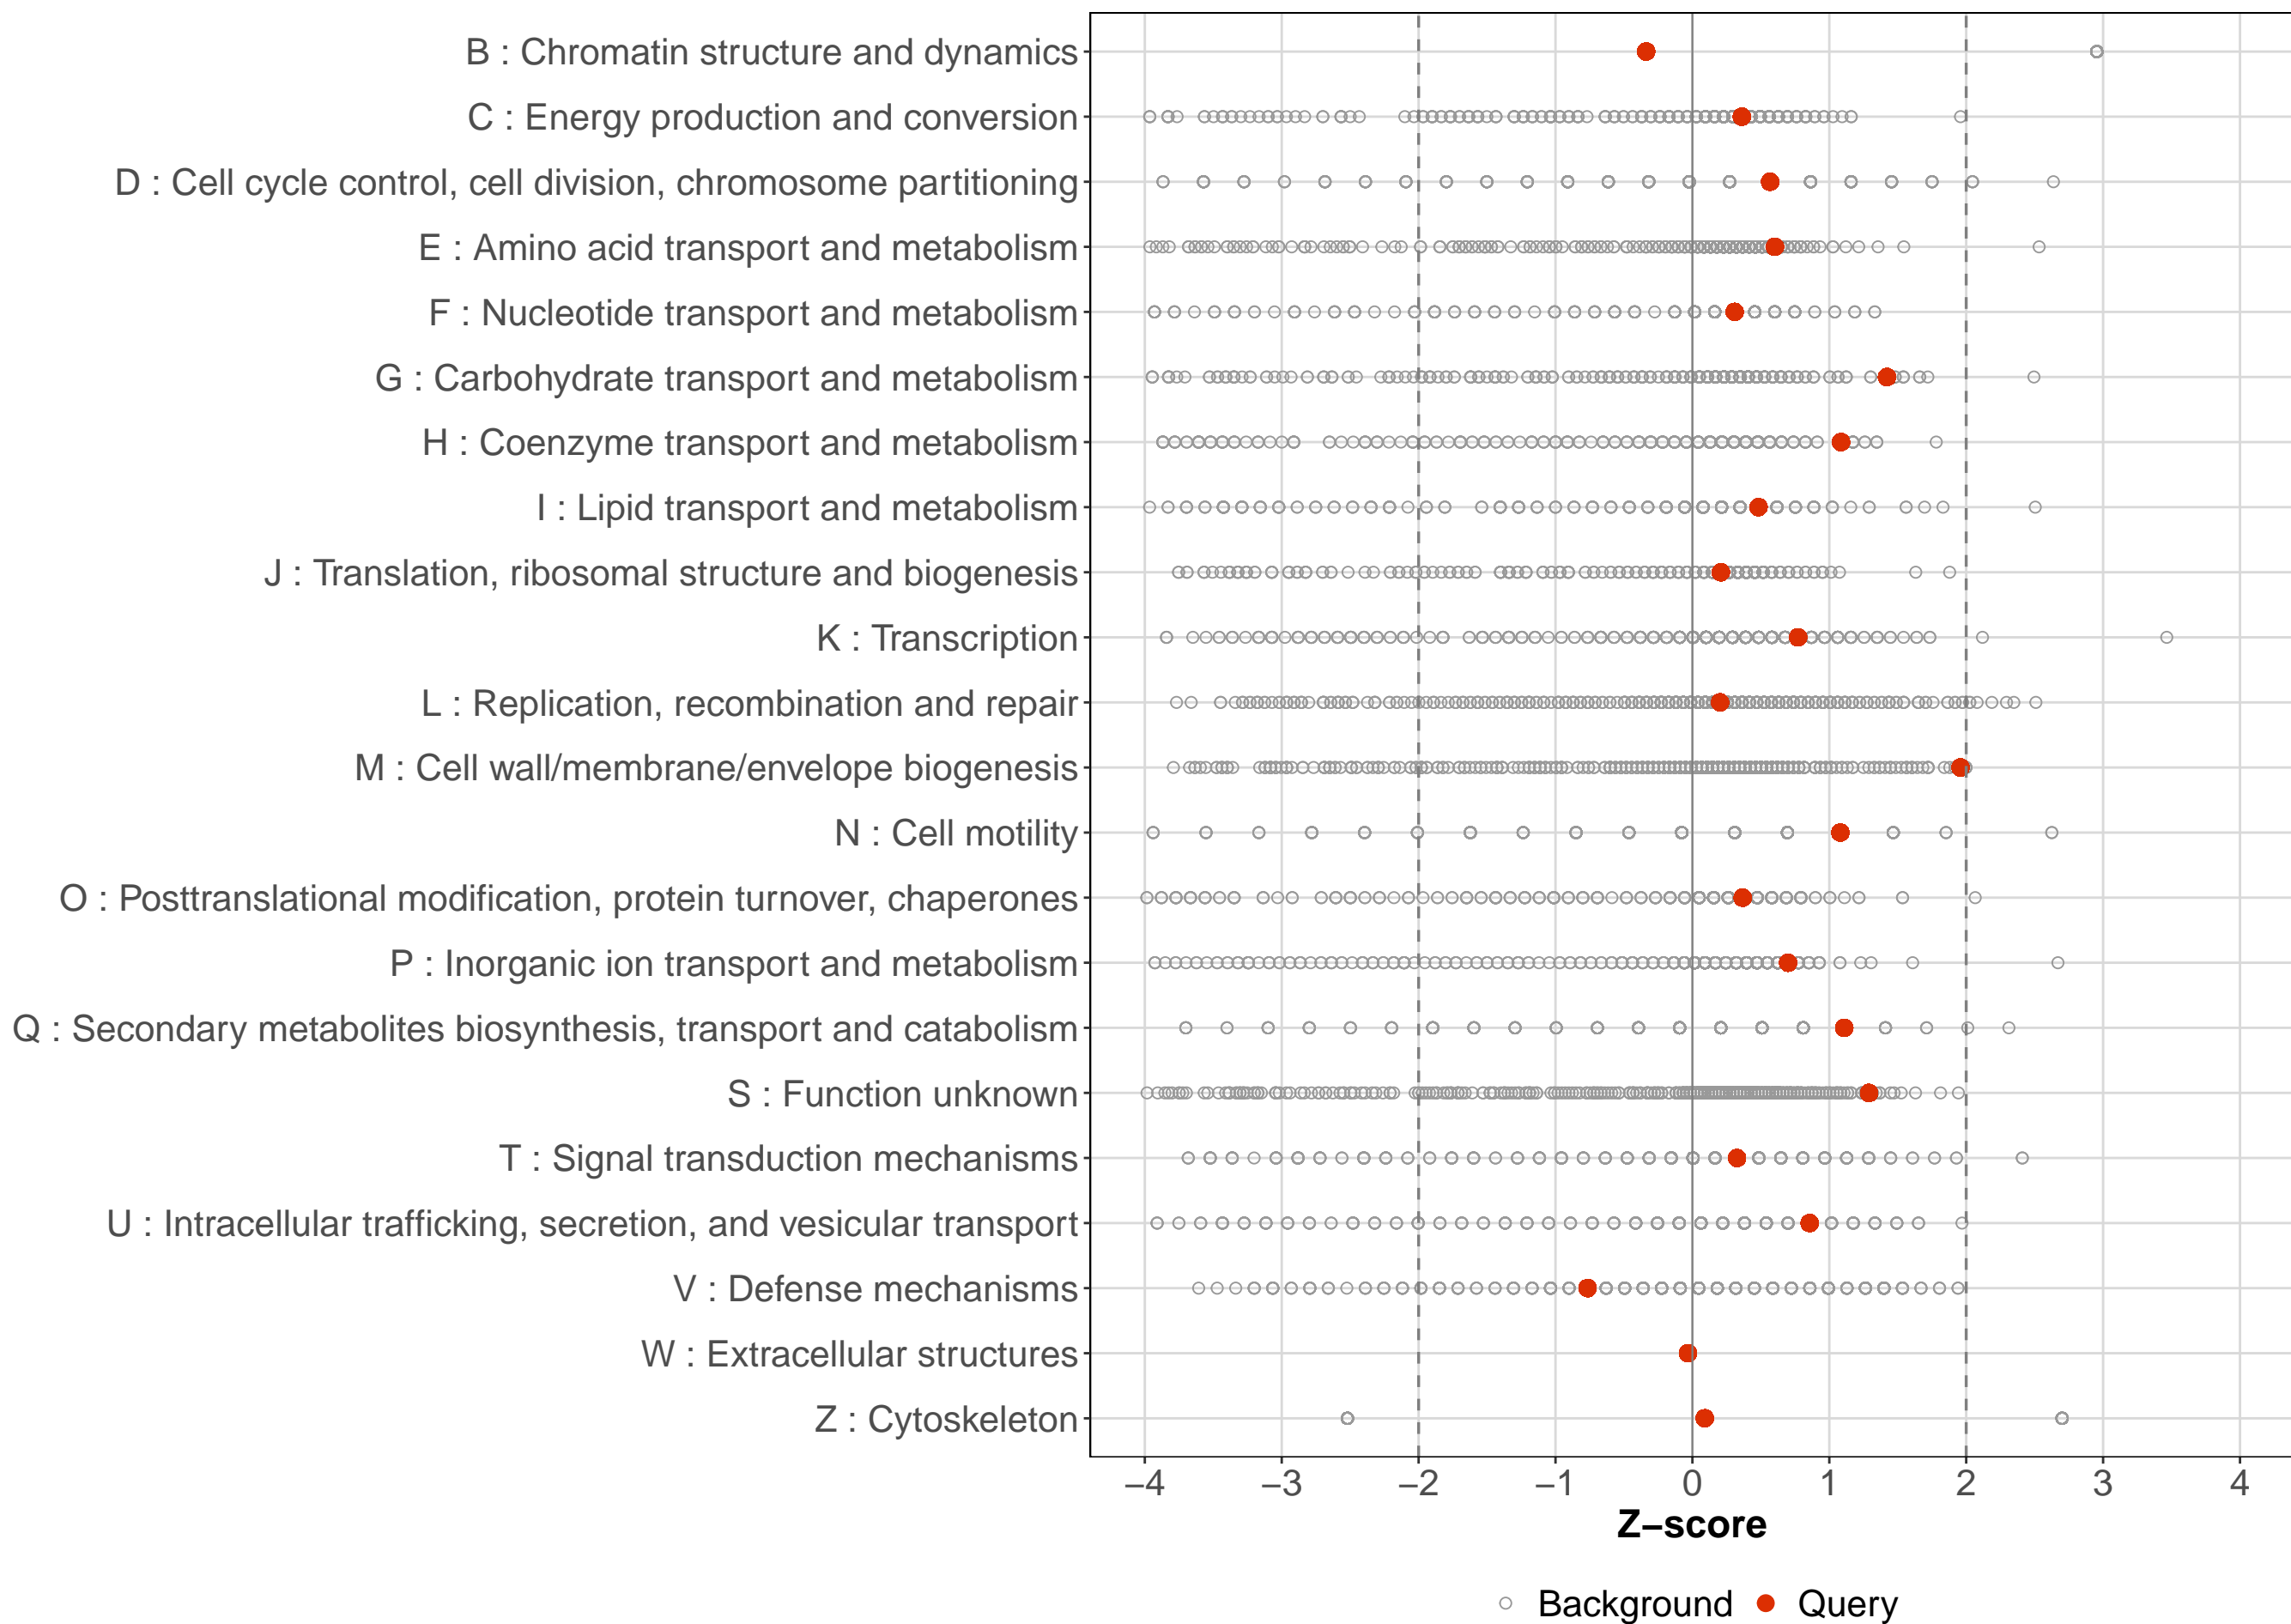 B : Chromatin structure and dynamics
C : Energy production and conversion
D : Cell cycle control, cell division, chromosome partitioning
E : Amino acid transport and metabolism
F : Nucleotide transport and metabolism
G : Carbohydrate transport and metabolism
H : Coenzyme transport and metabolism
I : Lipid transport and metabolism
J : Translation, ribosomal structure and biogenesis
K : Transcription
L : Replication, recombination and repair
M : Cell wall/membrane/envelope biogenesis
N : Cell motility
O : Posttranslational modification, protein turnover, chaperones
P : Inorganic ion transport and metabolism
Q : Secondary metabolites biosynthesis, transport and catabolism
S : Function unknown
T : Signal transduction mechanisms
U : Intracellular trafficking, secretion, and vesicular transport
V : Defense mechanisms
W : Extracellular structures
Z : Cytoskeleton
−4 −3 −2 −1 0 1 2 3 4
Z−score
Background Query